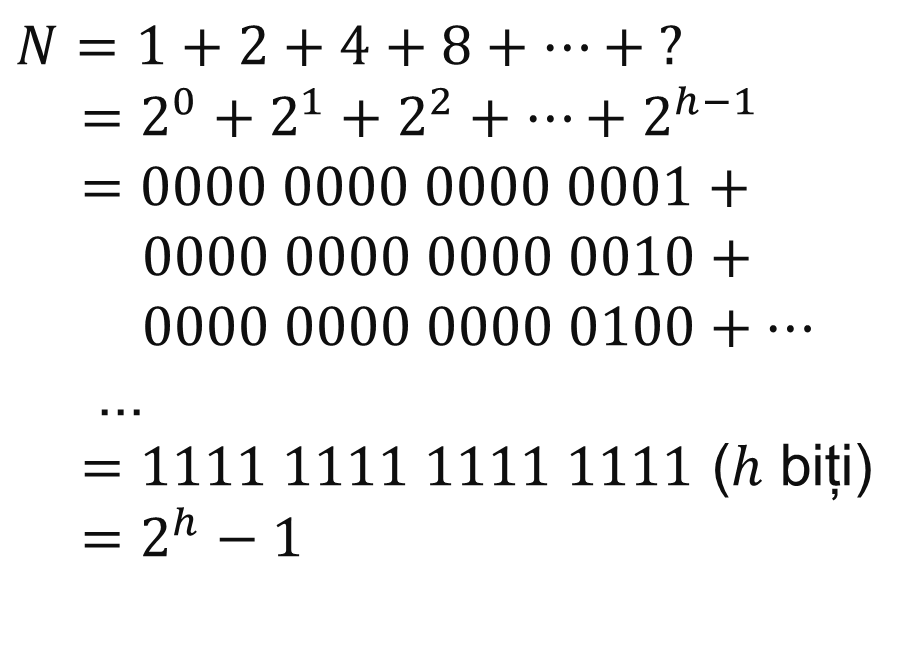 N = 1 + 2 + 4 + 8 + ⋯ + ?
= 2⁰ + 2¹ + 2² + ⋯ + 2ʰ⁻¹
= 0000 0000 0000 0001 +
0000 0000 0000 0010 +
0000 0000 0000 0100 + ⋯
...
= 1111 1111 1111 1111 (h biți)
= 2ʰ − 1